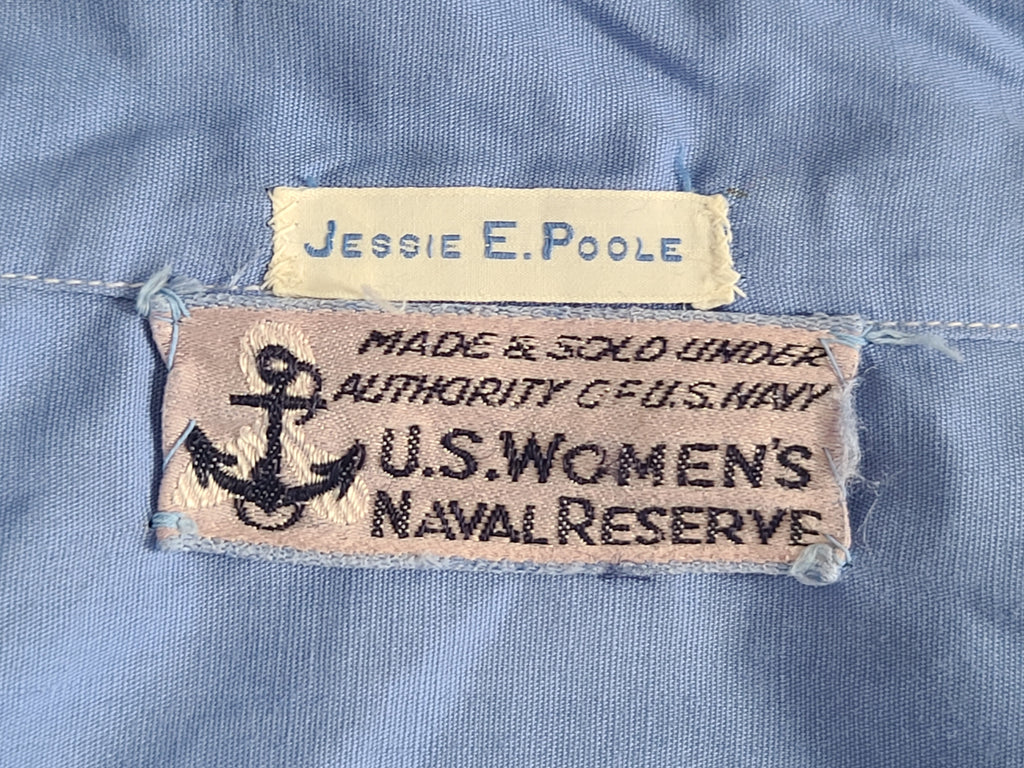 JESSIE E. POOLE
MADE & SOLD UNDER
AUTHORITY OF U.S. NAVY
U.S. WOMEN'S
NAVAL RESERVE